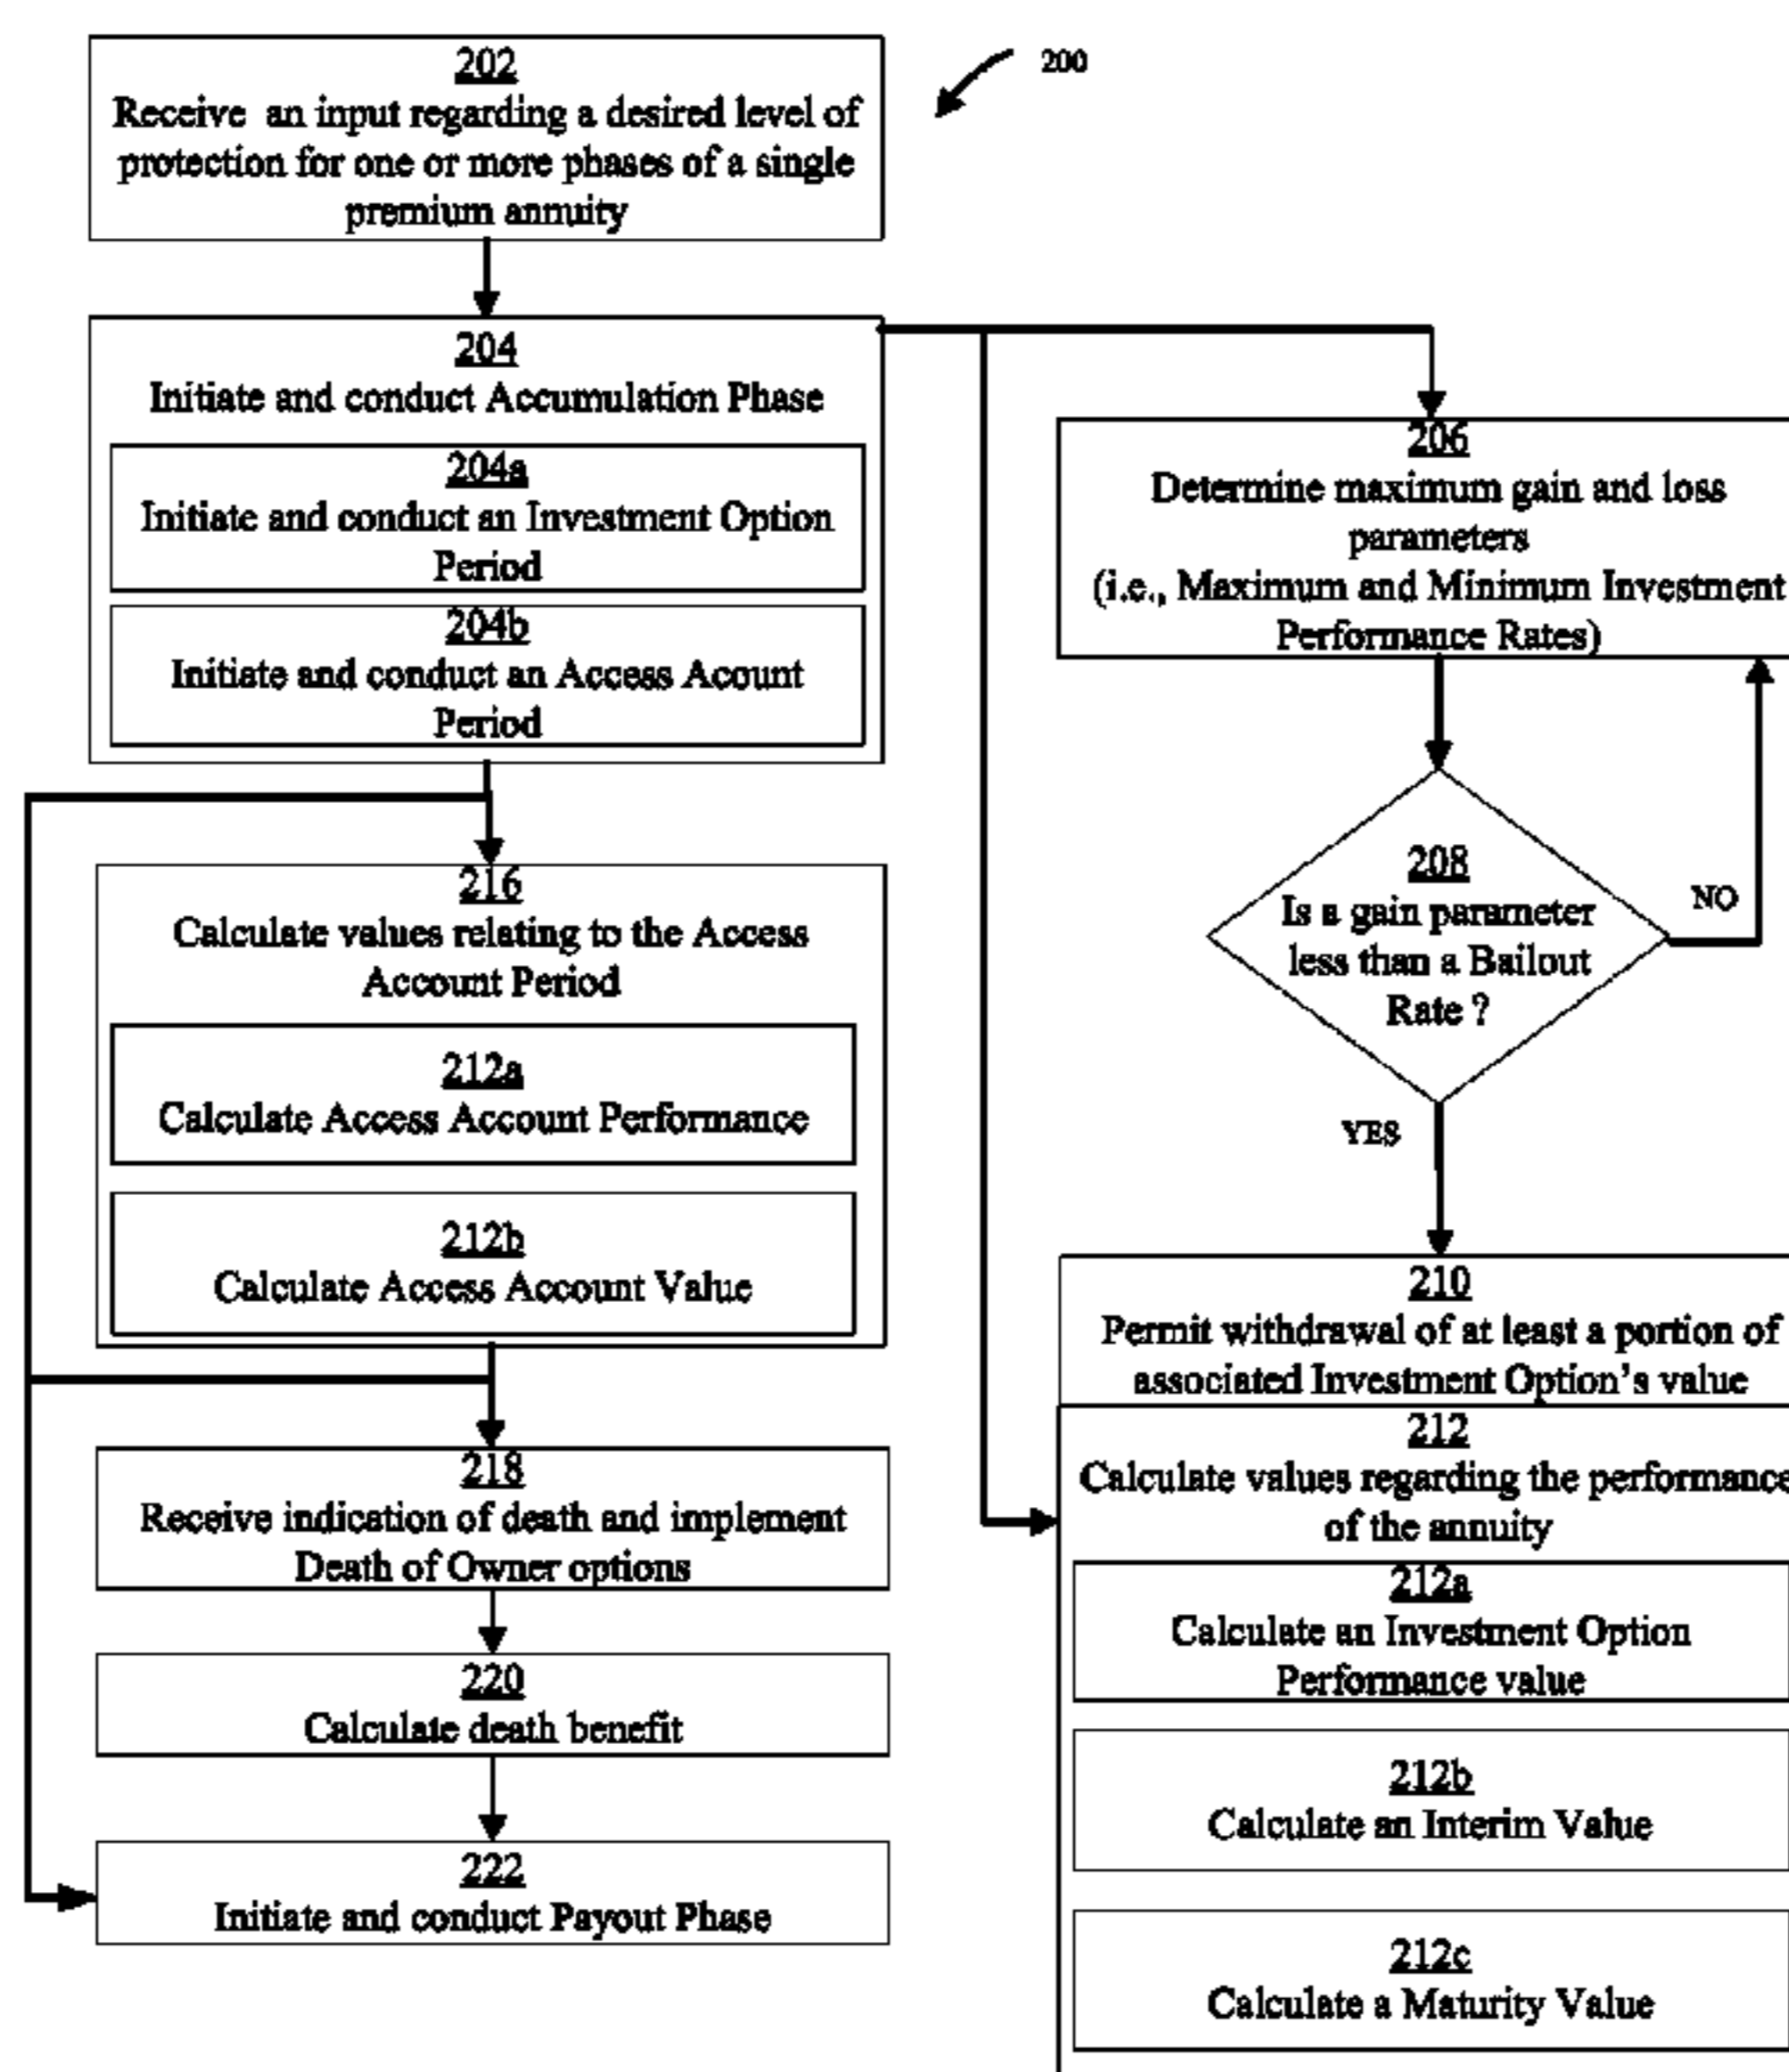 202
Receive an input regarding a desired level of
protection for one or more phases of a single
premium annuity
200
204
Initiate and conduct Accumulation Phase
204a
Initiate and conduct an Investment Option
Period
204b
Initiate and conduct an Access Acount
Period
206
Determine maximum gain and loss
parameters
(i.e., Maximum and Minimum Investment
Performance Rates)
208
Is a gain parameter
less than a Bailout
Rate ?
NO
YES
210
Permit withdrawal of at least a portion of
associated Investment Option's value
212
Calculate values regarding the performance
of the annuity
212a
Calculate an Investment Option
Performance value
212b
Calculate an Interim Value
212c
Calculate a Maturity Value
216
Calculate values relating to the Access
Account Period
212a
Calculate Access Account Performance
212b
Calculate Access Account Value
218
Receive indication of death and implement
Death of Owner options
220
Calculate death benefit
222
Initiate and conduct Payout Phase